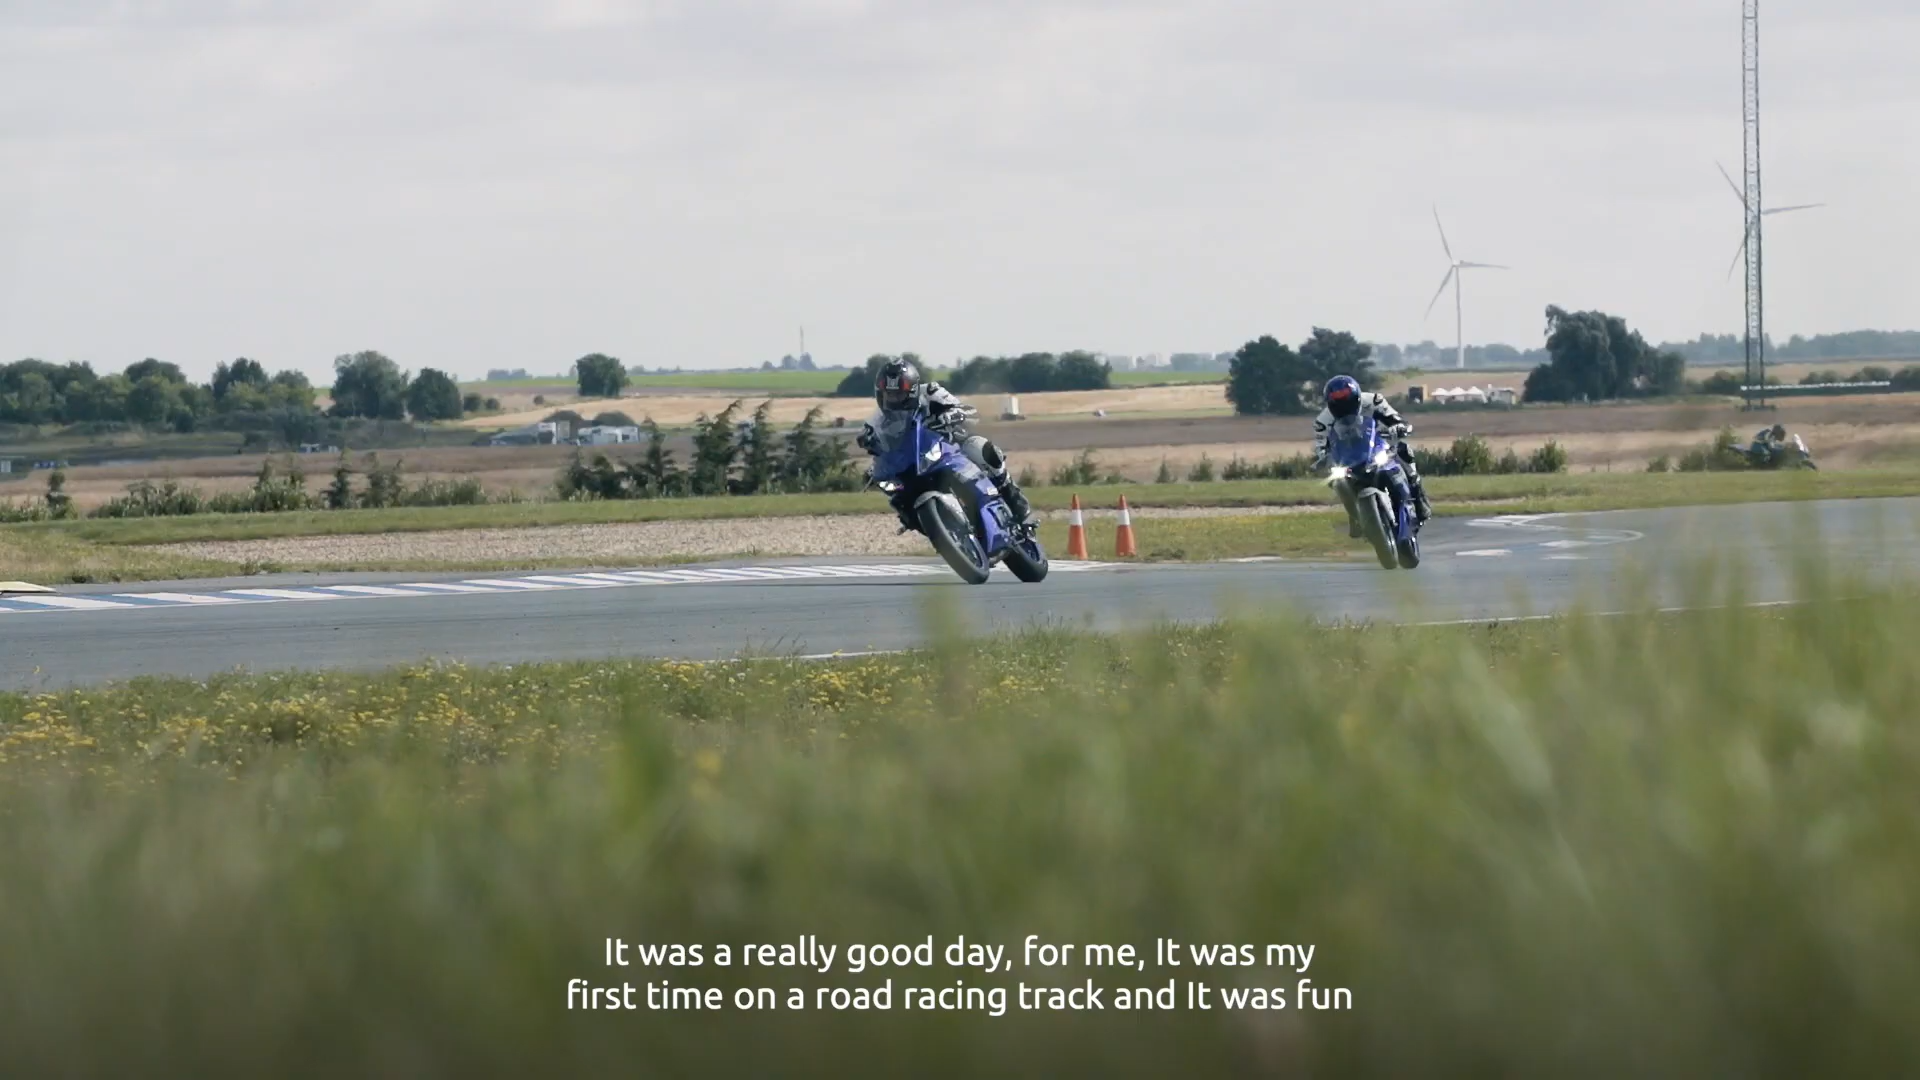 It was a really good day, for me, It was my
first time on a road racing track and It was fun